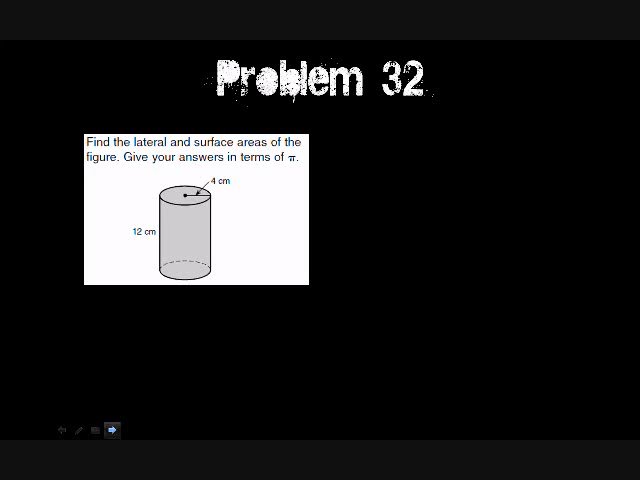 Problem 32
Find the lateral and surface areas of the
figure. Give your answers in terms of π.
4 cm
12 cm